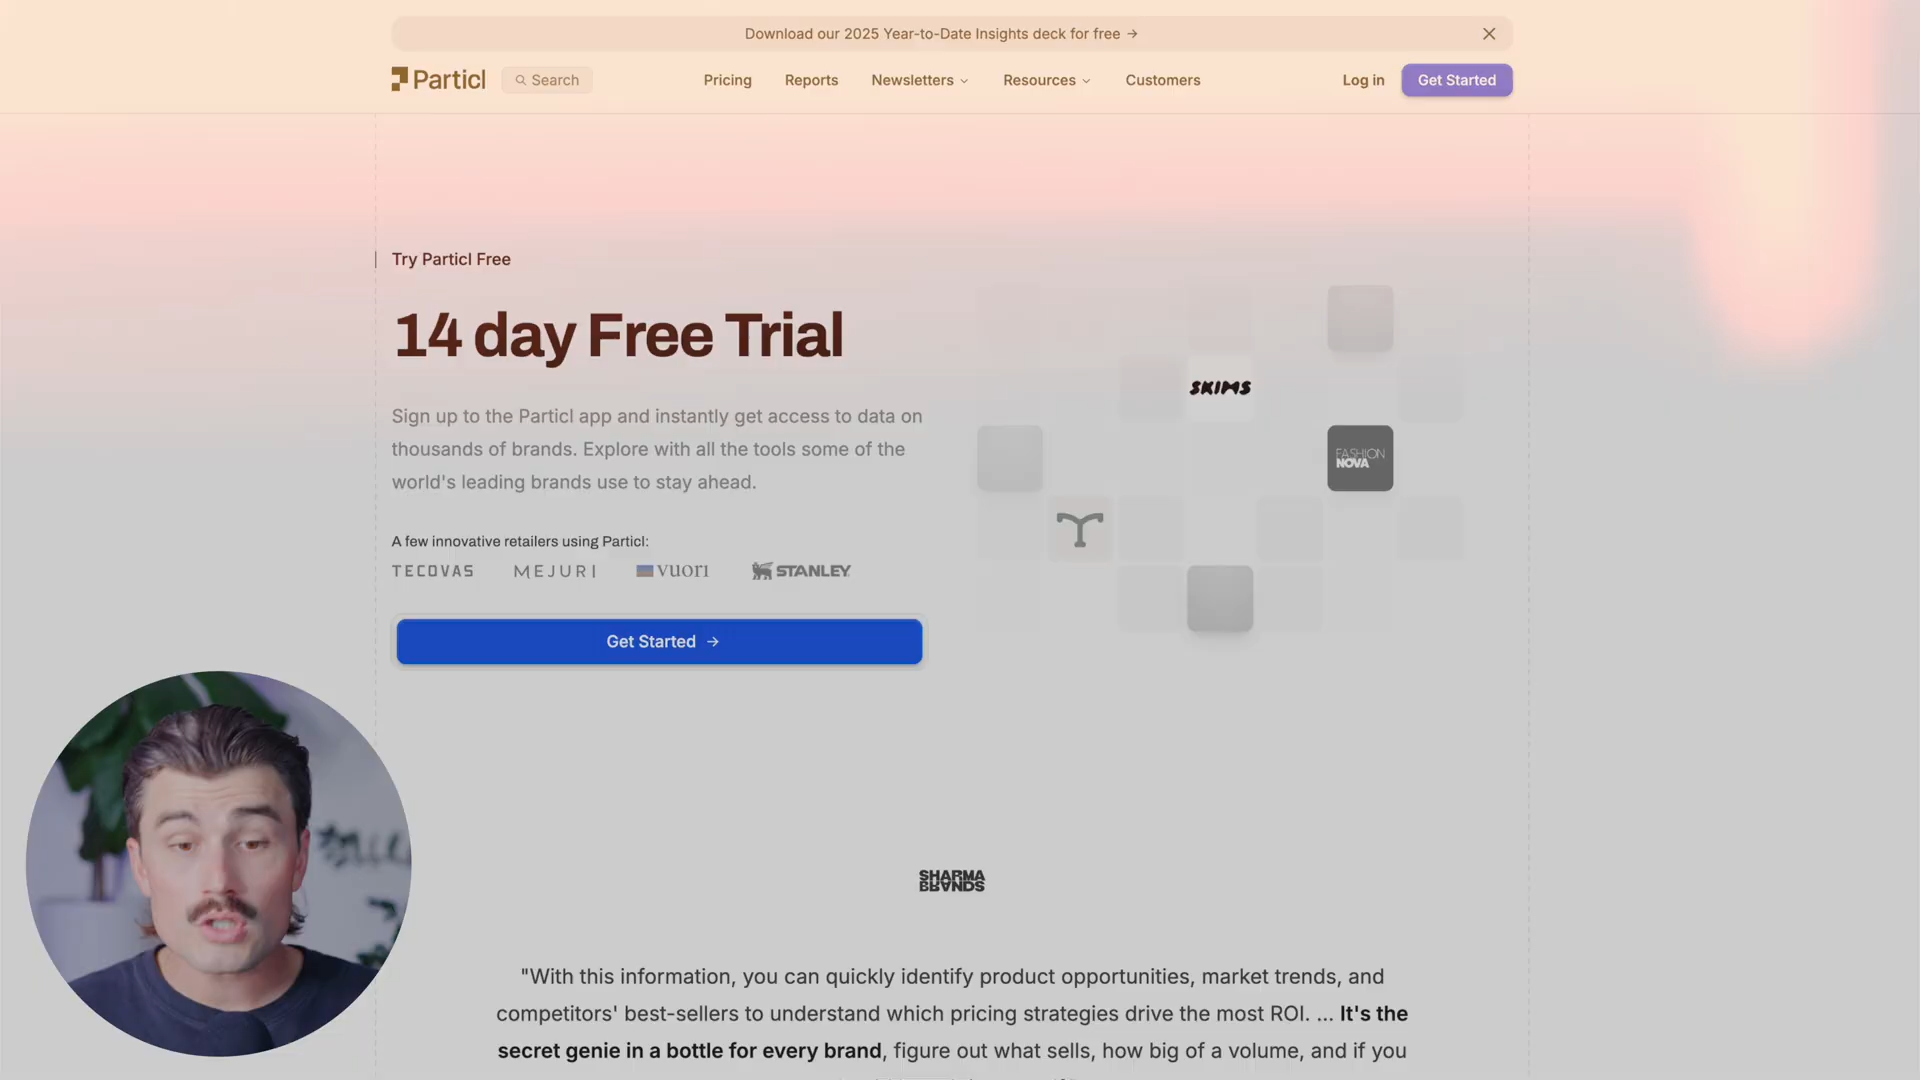 Download our 2025 Year-to-Date Insights deck for free →
Particl
Search
Pricing
Reports
Newsletters
Resources
Customers
Log in
Get Started
Try Particl Free
14 day Free Trial
Sign up to the Particl app and instantly get access to data on
thousands of brands. Explore with all the tools some of the
world's leading brands use to stay ahead.
A few innovative retailers using Particl:
TECOVAS
MEJURI
vuori
STANLEY
Get Started →
SKIMS
FASHION
NOVA
SHARMA
BRANDS
"With this information, you can quickly identify product opportunities, market trends, and
competitors' best-sellers to understand which pricing strategies drive the most ROI. ... It's the
secret genie in a bottle for every brand, figure out what sells, how big of a volume, and if you